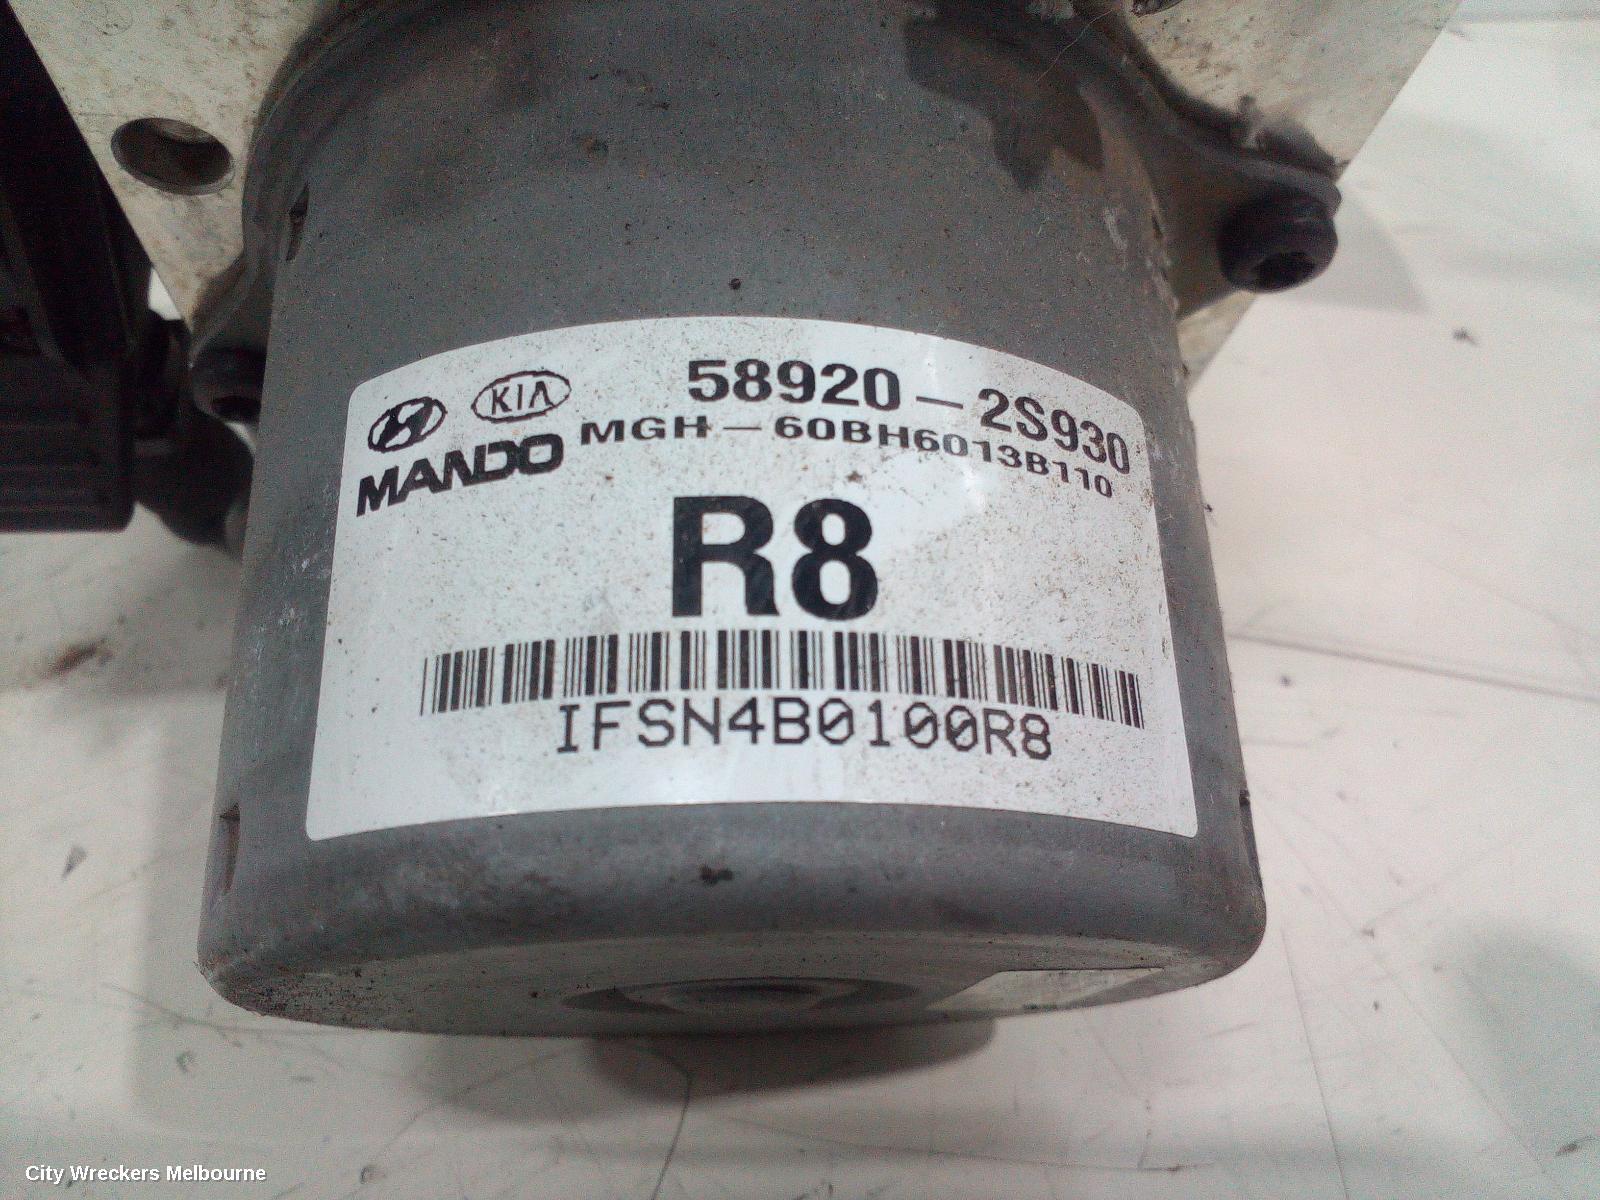 KIA
58920-2S930
MANDO
MGH-60BH6013B110
R8
IFSN4B0100R8
City Wreckers Melbourne